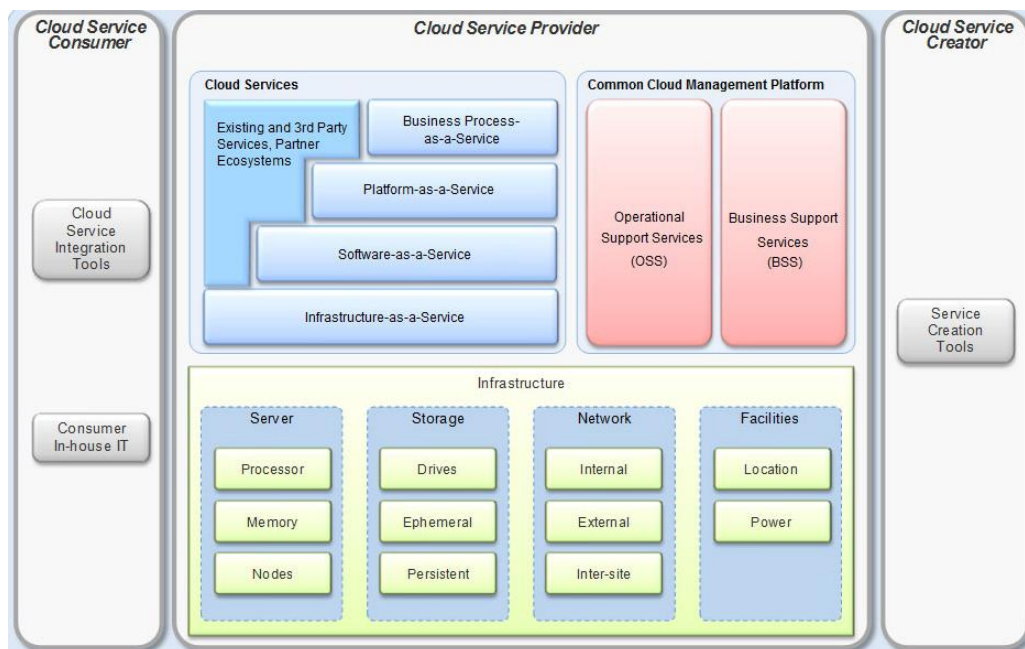 Cloud Service
Consumer
Cloud Service Provider
Cloud Service
Creator
Cloud Services
Existing and 3rd Party
Services, Partner
Ecosystems
Business Process-
as-a-Service
Platform-as-a-Service
Software-as-a-Service
Infrastructure-as-a-Service
Common Cloud Management Platform
Operational
Support Services
(OSS)
Business Support
Services
(BSS)
Cloud
Service
Integration
Tools
Consumer
In-house IT
Service
Creation
Tools
Infrastructure
Server
Processor
Memory
Nodes
Storage
Drives
Ephemeral
Persistent
Network
Internal
External
Inter-site
Facilities
Location
Power